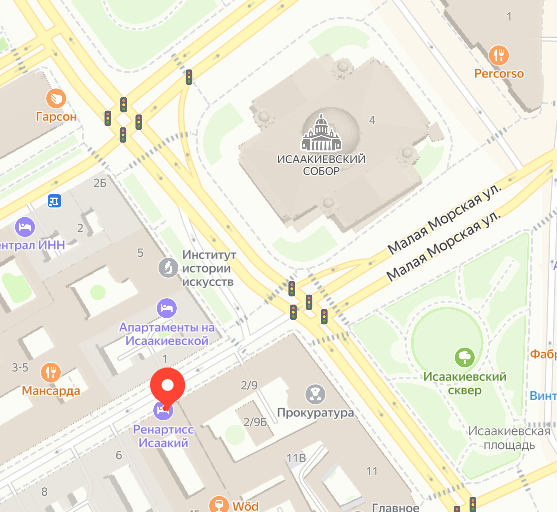 1
Percorso
Гарсон
4
ИСААКИЕВСКИЙ
СОБОР
2Б
2
нтрал ИНН
5
Институт
истории
искусств
Малая Морская ул.
Малая Морская ул.
Апартаменты на
Исаакиевской
1
3-5
Мансарда
Ренартисс
Исаакий
2/9
2/9Б
Прокуратура
Исаакиевский
сквер
Фаб
Винт
Исаакиевская
площадь
6
8
11В
11
Wöd
Главное